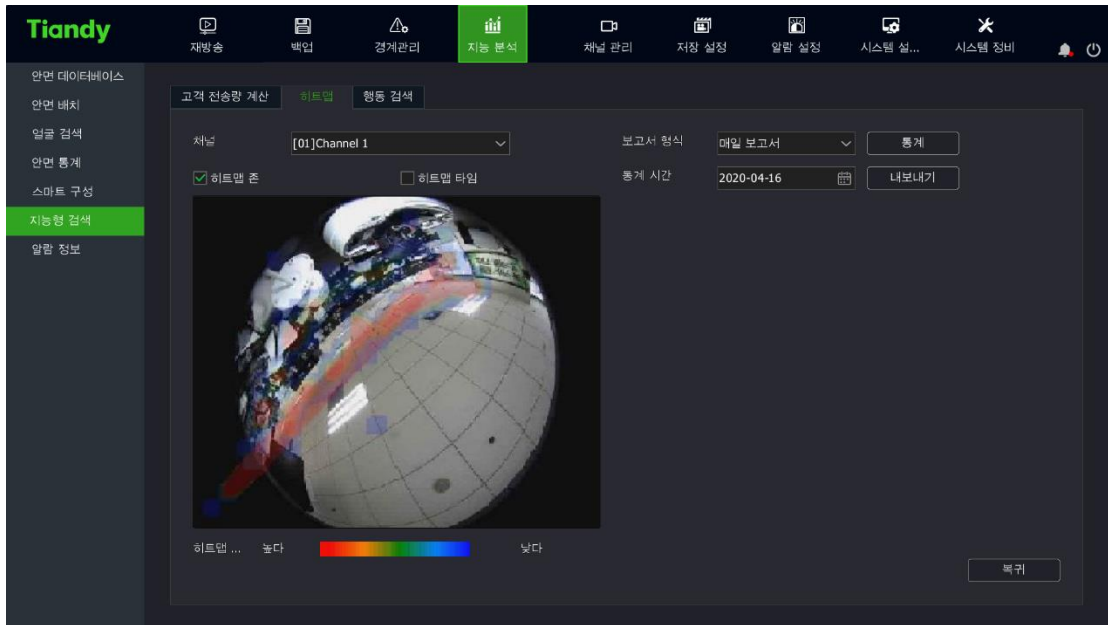 Tiandy
재방송
백업
경계관리
지능 분석
채널 관리
저장 설정
알람 설정
시스템 설...
시스템 정비
안면 데이터베이스
안면 배치
얼굴 검색
안면 통계
스마트 구성
지능형 검색
알람 정보
고객 전송량 계산
히트맵
행동 검색
채널
[01]Channel 1
보고서 형식
매일 보고서
통계
히트맵 존
히트맵 타임
통계 시간
2020-04-16
내보내기
히트맵 ...
높다
낮다
복귀